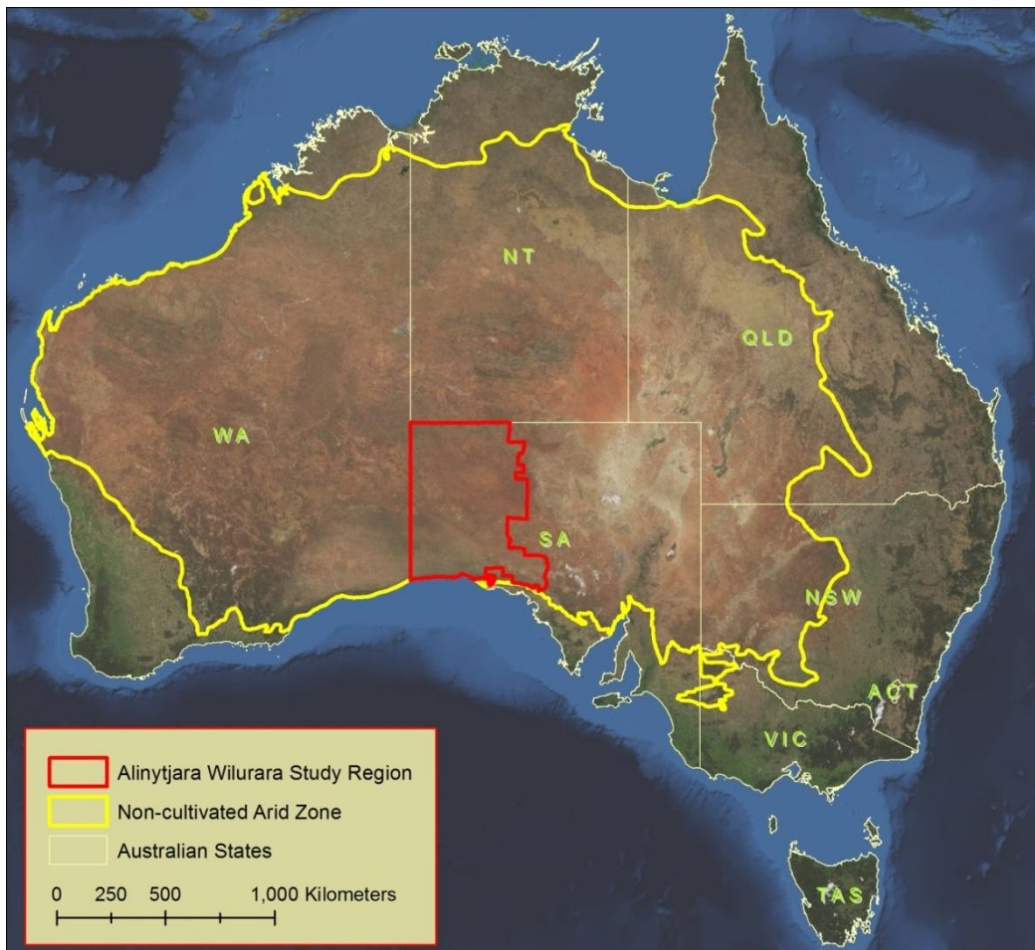 NT
QLD
WA
SA
NSW
ACT
VIC
TAS
Alinytjara Wilurara Study Region
Non-cultivated Arid Zone
Australian States
0 250 500 1,000 Kilometers